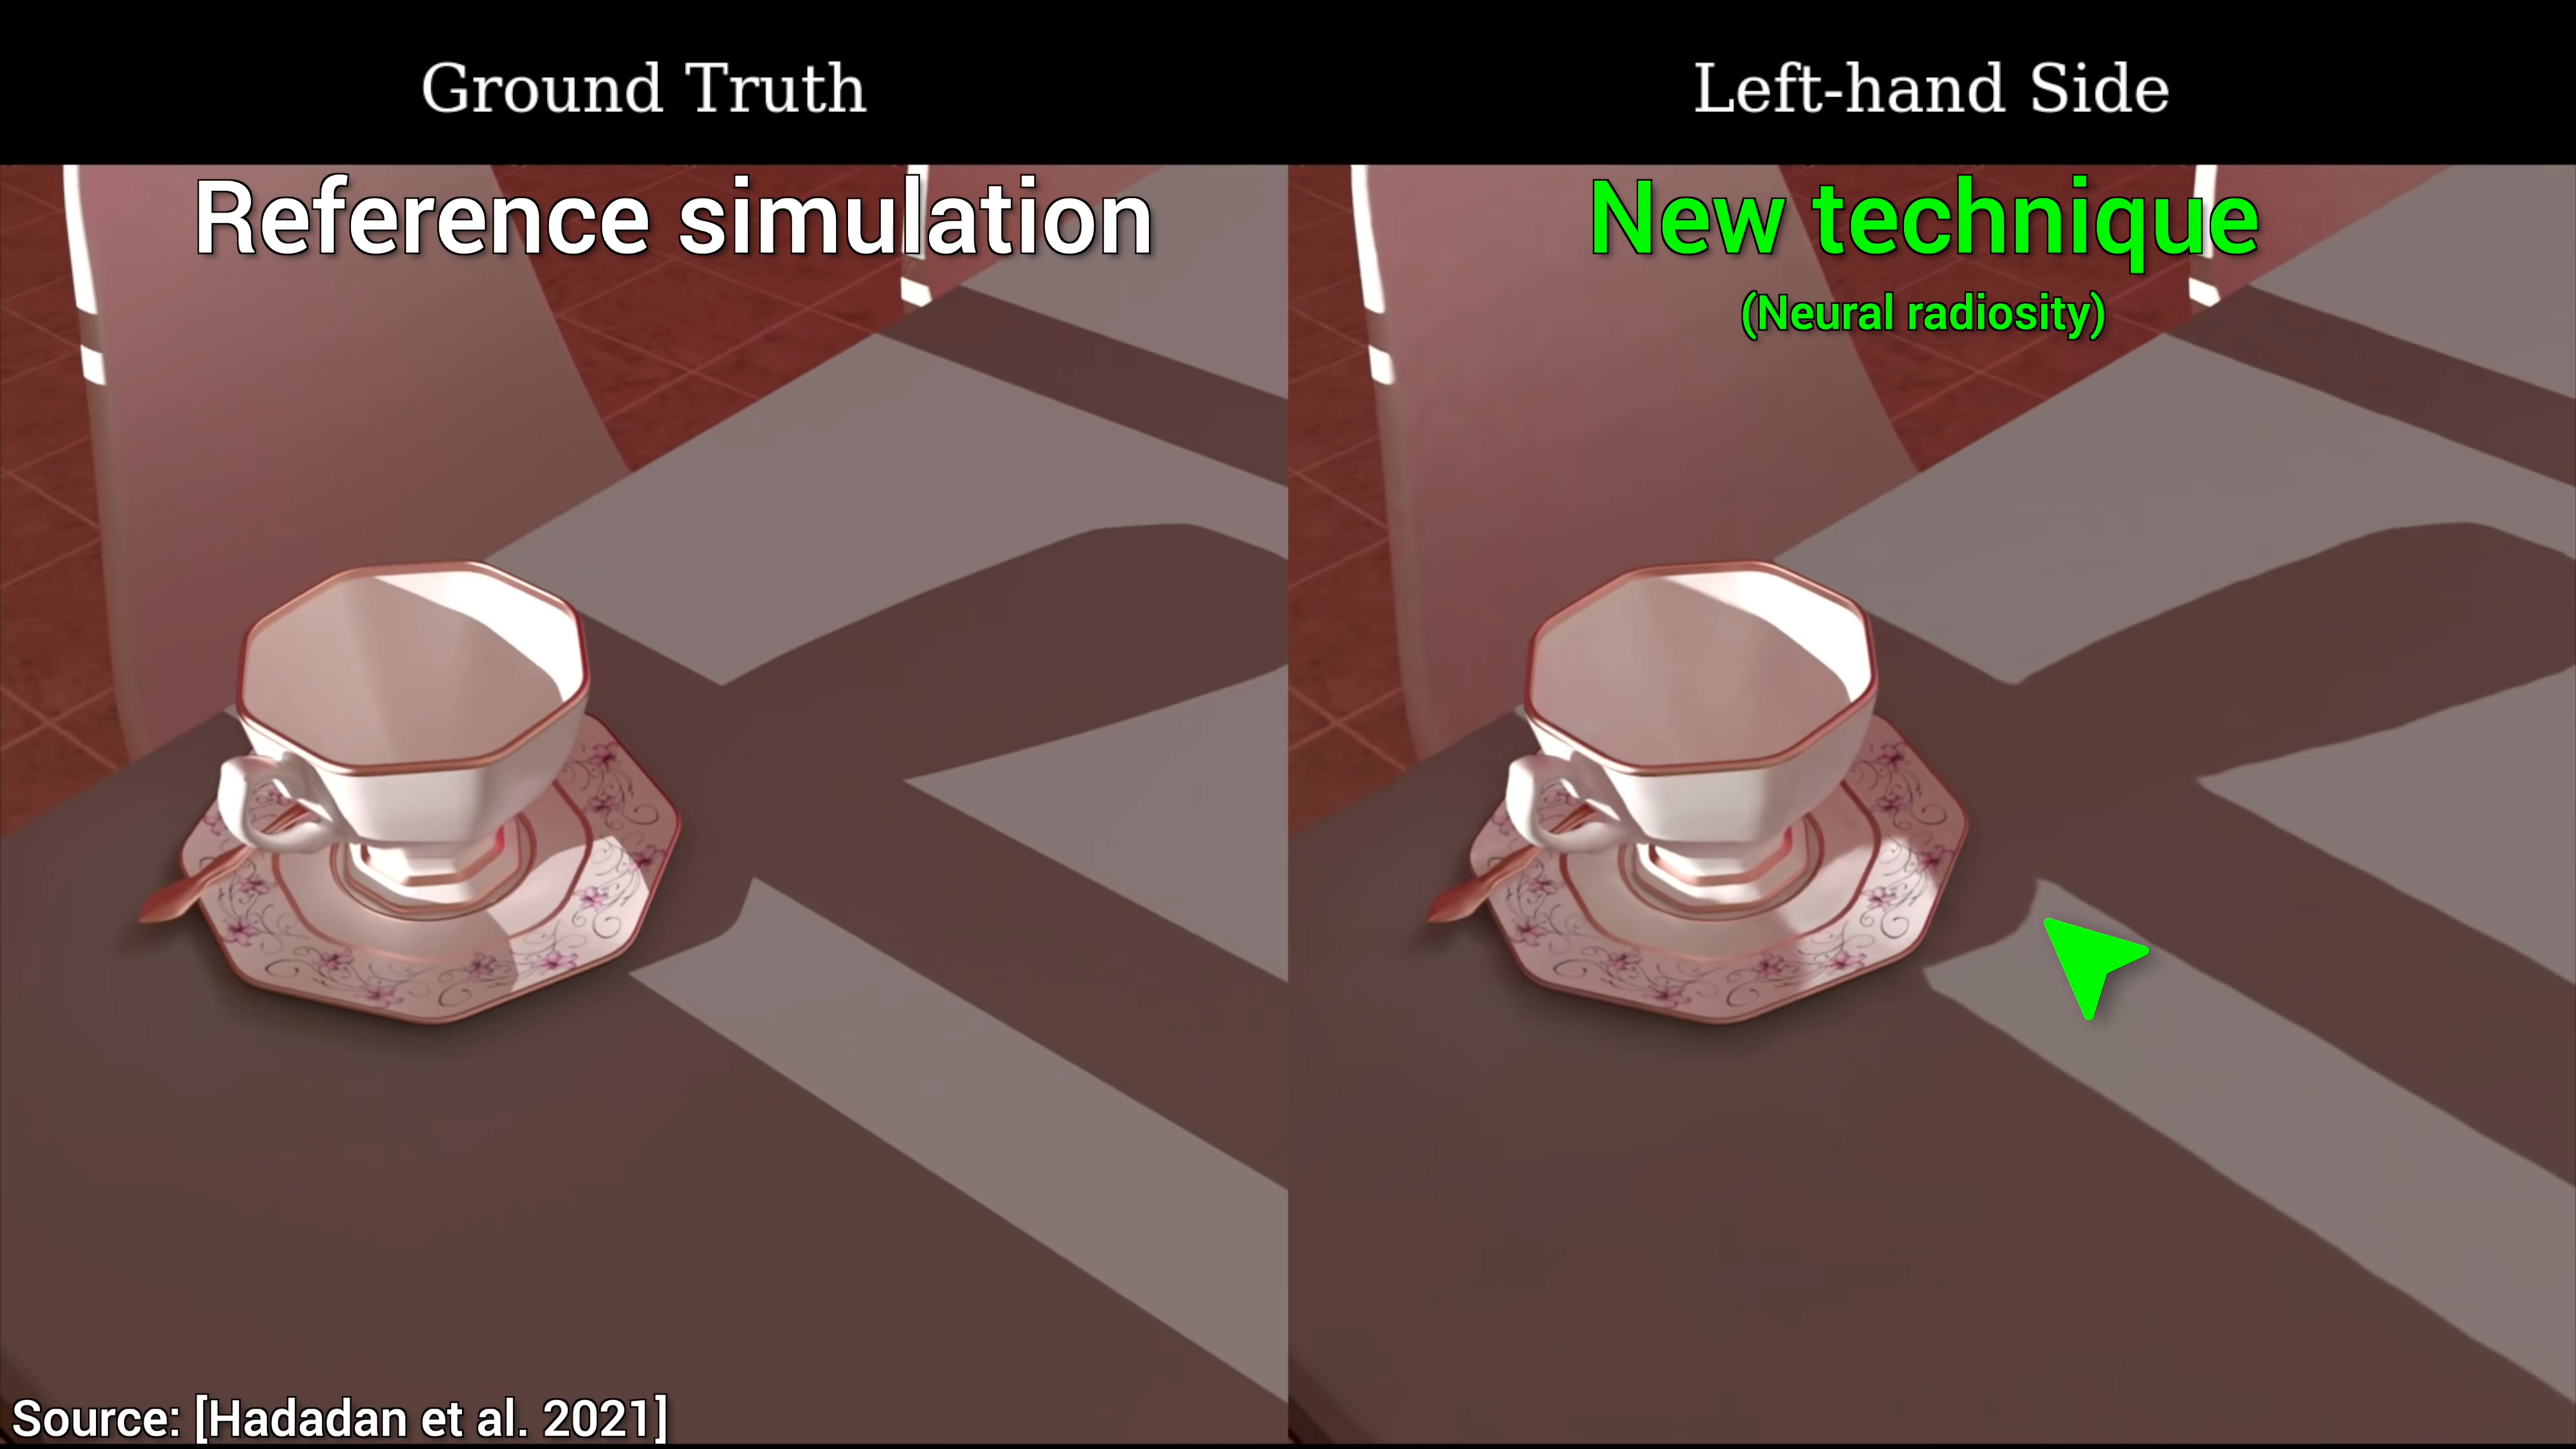 Ground Truth
Left-hand Side
Reference simulation
New technique
(Neural radiosity)
Source: [Hadadan et al. 2021]